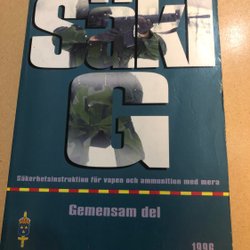 SäkI
G
Säkerhetsinstruktion för vapen och ammunition med mera
Gemensam del
1996